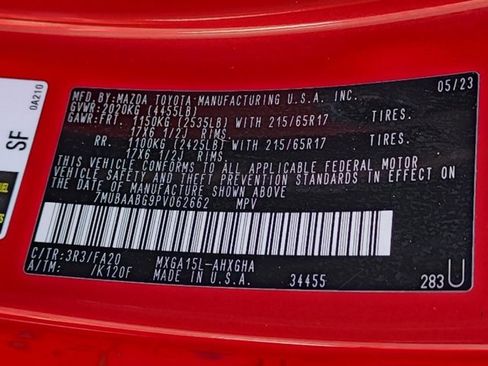 MFD. BY: MAZDA TOYOTA MANUFACTURING U.S.A. INC. 05/23
GVWR: 2020KG (4455LB)
GAWR: FRT. 1150KG (2535LB) WITH 215/65R17 TIRES.
17X6 1/2J RIMS.
RR. 1100KG (2425LB) WITH 215/65R17 TIRES.
17X6 1/2J RIMS.
THIS VEHICLE CONFORMS TO ALL APPLICABLE FEDERAL MOTOR
VEHICLE SAFETY AND THEFT PREVENTION STANDARDS IN EFFECT ON THE
DATE OF MANUFACTURE SHOWN ABOVE
7MUBAABG9PV062662 MPV
C/TR: 3R3/FA20 MXGA15L-AHXGHA
A/TM: /K120F MADE IN U.S.A. 34455 283U
SF
0A210